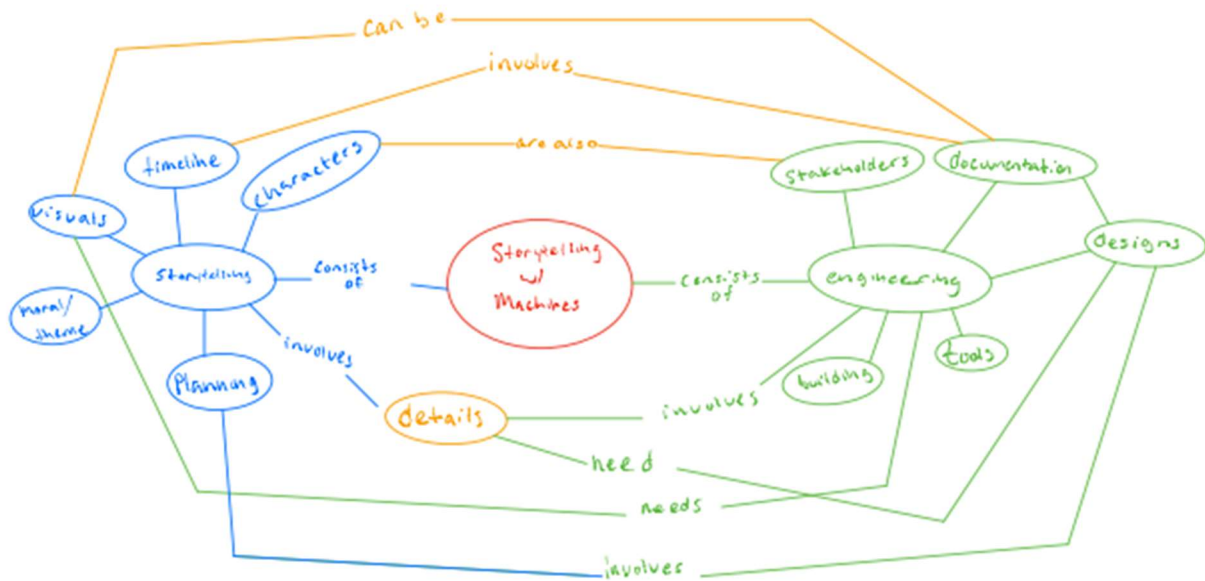 can be
involves
are also
timeline
characters
stakeholders
documentation
visuals
designs
Storytelling
consists
of
Storytelling
w/
Machines
consists
of
engineering
moral/
theme
involves
tools
Planning
building
details
involves
need
needs
involves